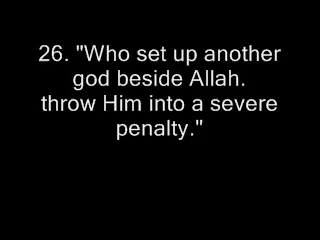 26. "Who set up another
god beside Allah.
throw Him into a severe
penalty."